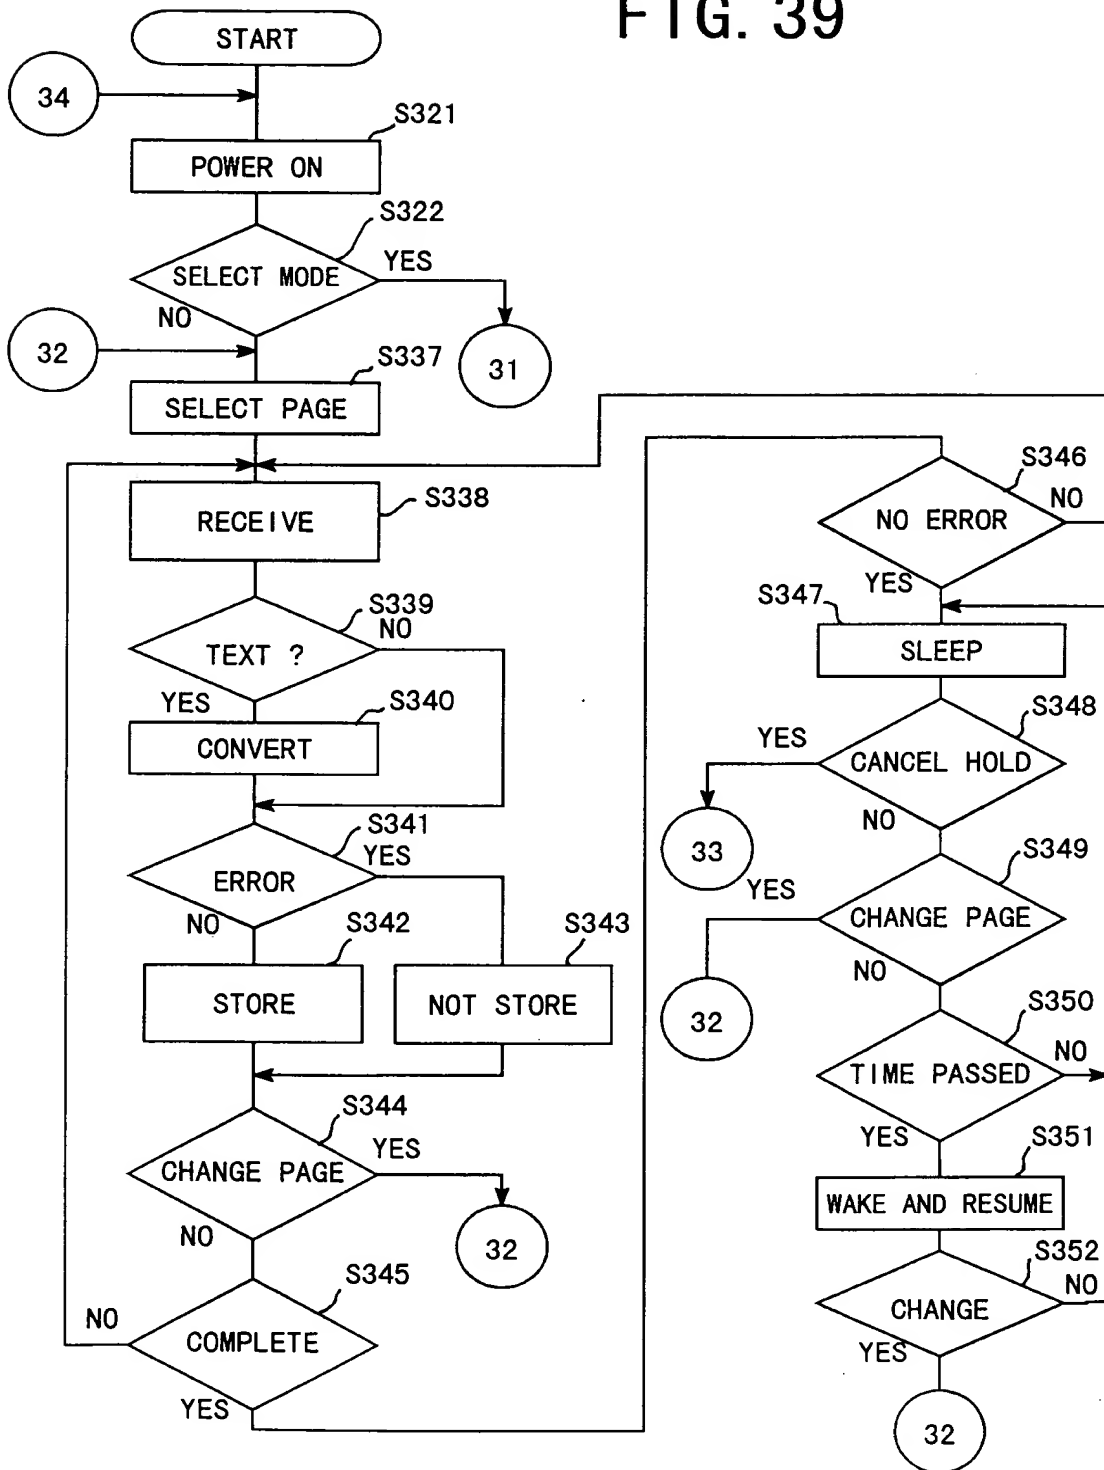 FIG. 39
START
34
S321
POWER ON
S322
SELECT MODE
YES
NO
32
31
S337
SELECT PAGE
S338
RECEIVE
S339
TEXT ?
NO
YES
S340
CONVERT
S341
ERROR
YES
NO
S342
STORE
S343
NOT STORE
S344
CHANGE PAGE
YES
NO
32
S345
COMPLETE
NO
YES
S346
NO ERROR
NO
YES
S347
SLEEP
S348
CANCEL HOLD
YES
NO
33
S349
CHANGE PAGE
YES
NO
32
S350
TIME PASSED
NO
YES
S351
WAKE AND RESUME
S352
CHANGE
NO
YES
32